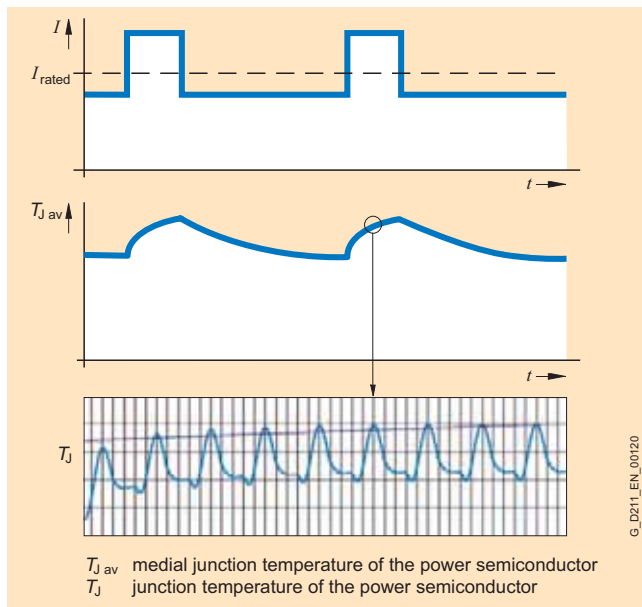 I
I rated
t
T J av
t
T J
G_D211_EN_00120
T J av medial junction temperature of the power semiconductor
T J junction temperature of the power semiconductor